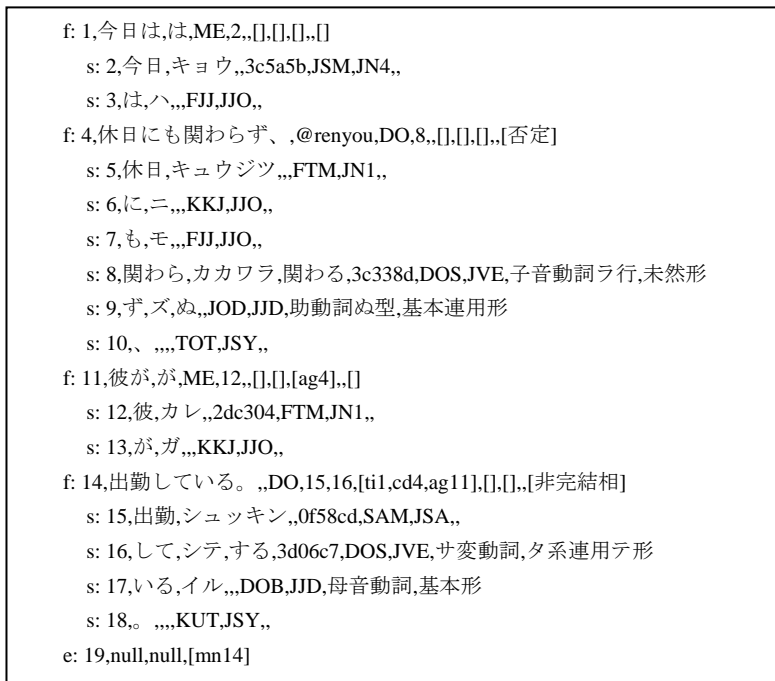 f: 1,今日は,は,ME,2,,[],[],[],,[]
s: 2,今日,キョウ,,3c5a5b,JSM,JN4,,
s: 3,は,ハ,,,FJJ,JJO,,
f: 4,休日にも関わらず、,@renyou,DO,8,,[],[],[],,[否定]
s: 5,休日,キュウジツ,,,FTM,JN1,,
s: 6,に,ニ,,,KKJ,JJO,,
s: 7,も,モ,,,FJJ,JJO,,
s: 8,関わら,カカワラ,関わる,3c338d,DOS,JVE,子音動詞ラ行,未然形
s: 9,ず,ズ,ぬ,,JOD,JJD,助動詞ぬ型,基本連用形
s: 10,、,,,,TOT,JSY,,
f: 11,彼が,が,ME,12,,[],[],[ag4],,[]
s: 12,彼,カレ,,2dc304,FTM,JN1,,
s: 13,が,ガ,,,KKJ,JJO,,
f: 14,出勤している。,,DO,15,16,[ti1,cd4,ag11],[],[],,[非完結相]
s: 15,出勤,シュッキン,,0f58cd,SAM,JSA,,
s: 16,して,シテ,する,3d06c7,DOS,JVE,サ変動詞,タ系連用テ形
s: 17,いる,イル,,,DOB,JJD,母音動詞,基本形
s: 18,。,,,,KUT,JSY,,
e: 19,null,null,[mn14]